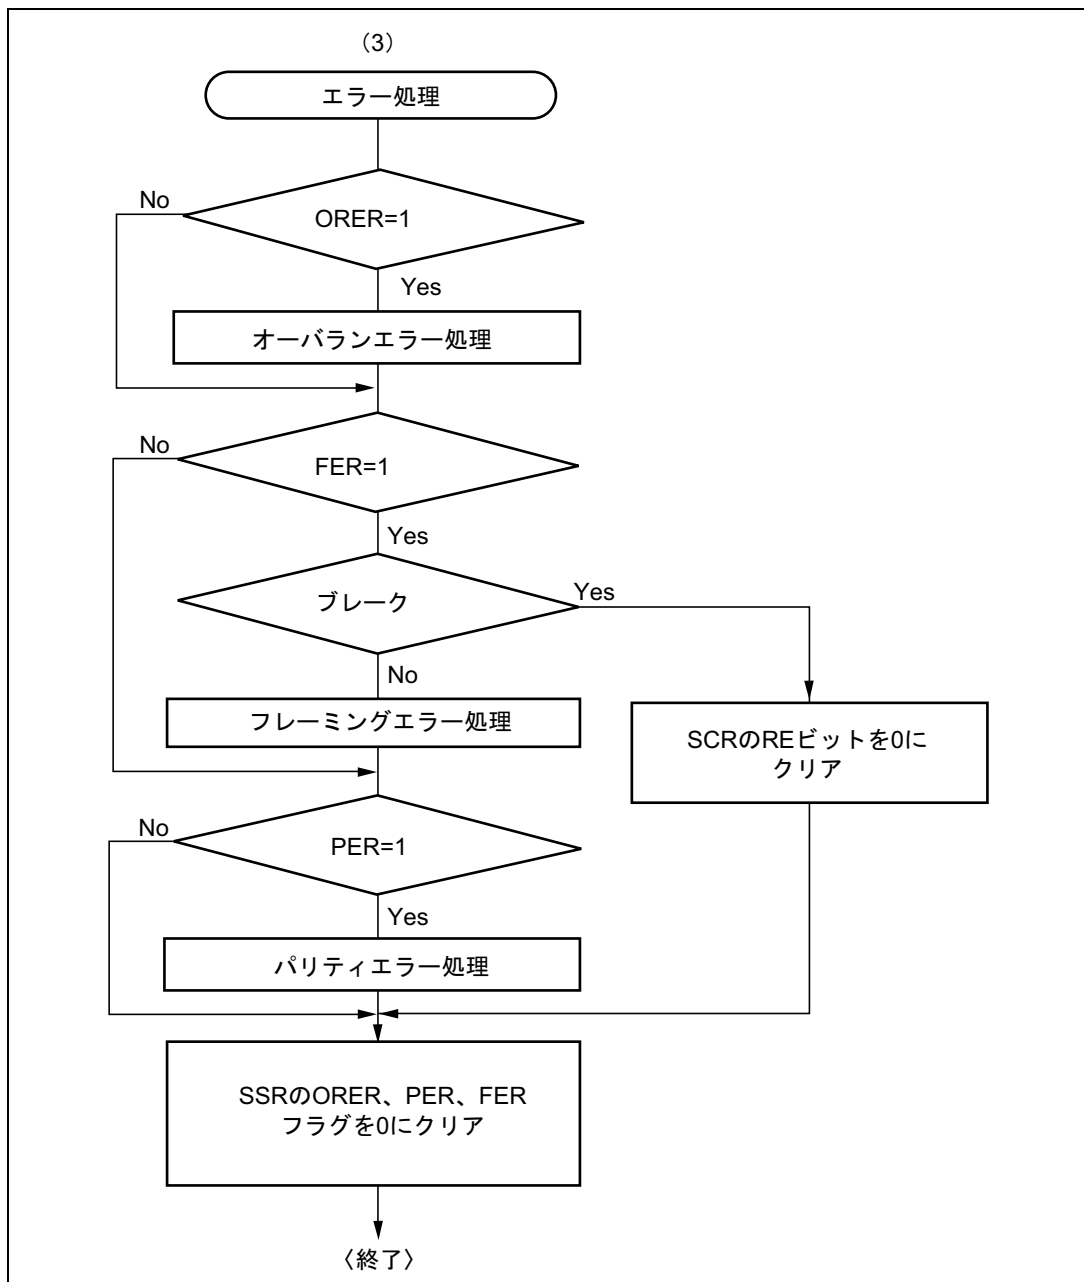 （3）
エラー処理
No
ORER=1
Yes
オーバランエラー処理
No
FER=1
Yes
ブレーク
Yes
No
フレーミングエラー処理
SCRのREビットを0に
クリア
No
PER=1
Yes
パリティエラー処理
SSRのORER、PER、FER
フラグを0にクリア
〈終了〉